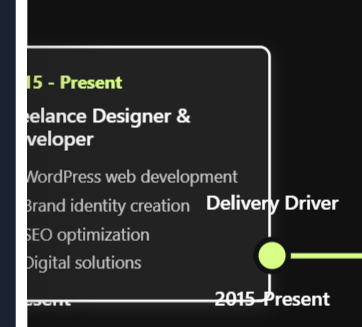 15 - Present
eelance Designer &
veloper
WordPress web development
Brand identity creation
SEO optimization
Digital solutions
Delivery Driver
2015-Present